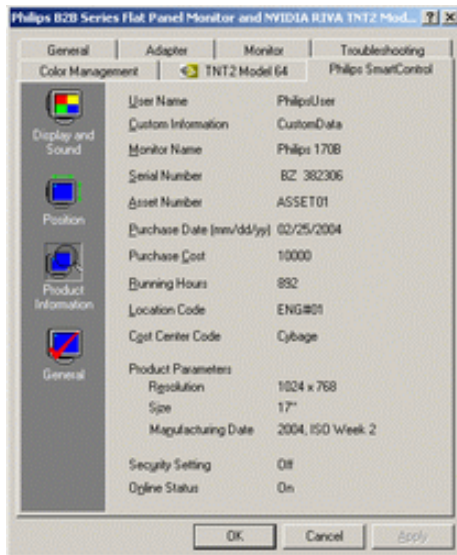 Philips B2B Series Flat Panel Monitor and NVIDIA RIVA TNT2 Mod...
General Adapter Monitor Troubleshooting
Color Management TNT2 Model 64 Philips SmartControl
Display and
Sound
Position
Product
Information
General
User Name PhilipsUser
Custom Information CustomData
Monitor Name Philips 170B
Serial Number BZ 382306
Asset Number ASSET01
Purchase Date (mm/dd/yy) 02/25/2004
Purchase Cost 10000
Running Hours 892
Location Code ENG#01
Cost Center Code Cybage
Product Parameters
Resolution 1024 x 768
Size 17"
Manufacturing Date 2004, ISO Week 2
Security Setting Off
Online Status On
OK Cancel Apply